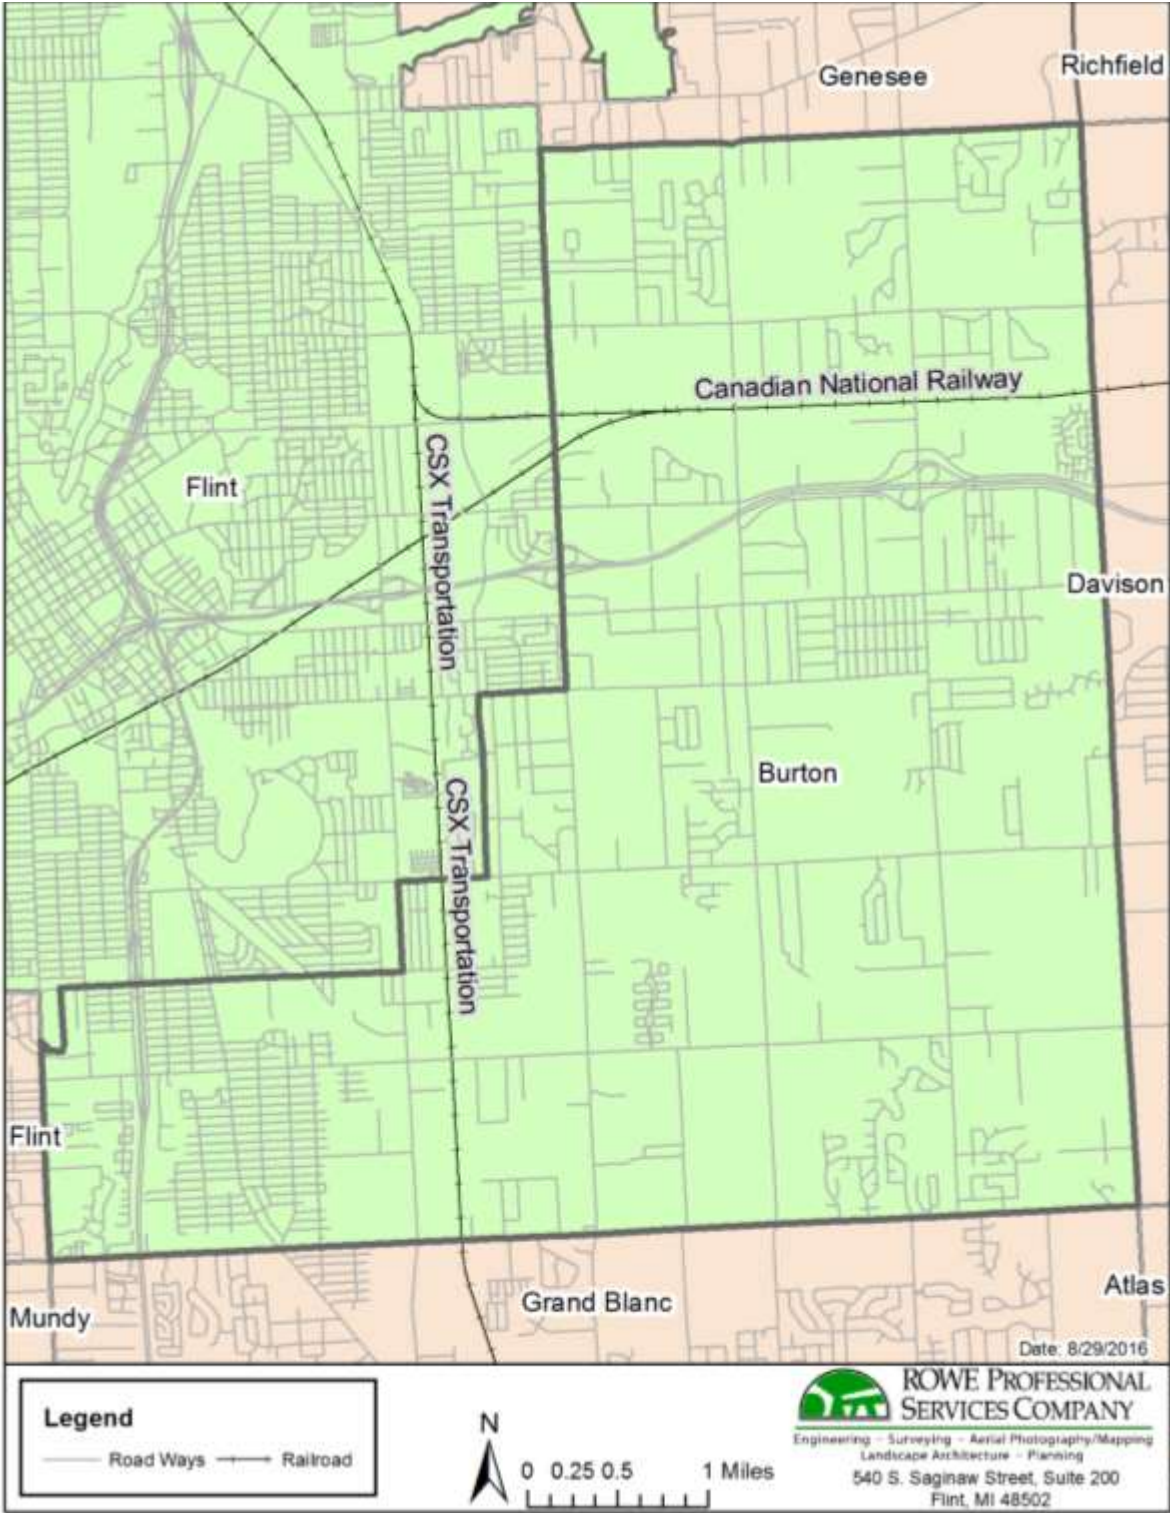 Genesee
Richfield
Canadian National Railway
CSX Transportation
Flint
Davison
Burton
CSX Transportation
Flint
Grand Blanc
Atlas
Mundy
Date: 8/29/2016
Legend
Road Ways
Railroad
N
0 0.25 0.5 1 Miles
ROWE PROFESSIONAL
SERVICES COMPANY
Engineering - Surveying - Aerial Photography/Mapping
Landscape Architecture - Planning
540 S. Saginaw Street, Suite 200
Flint, MI 48502